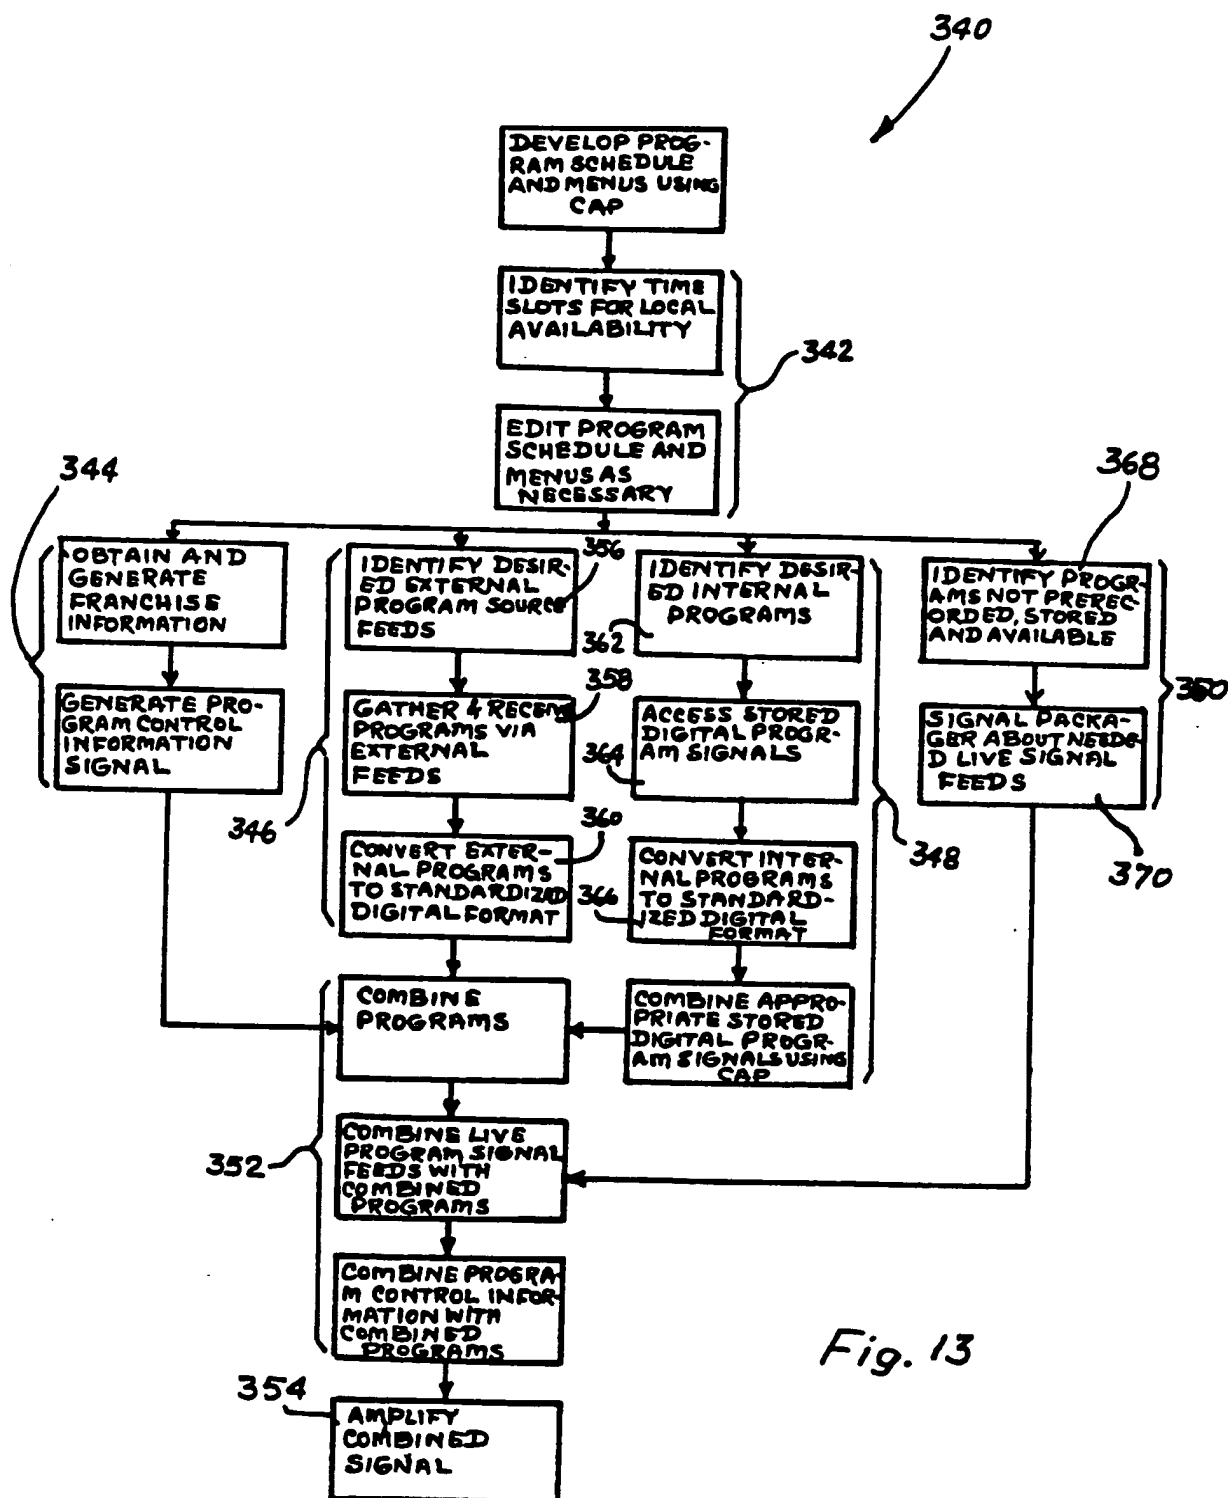 340
DEVELOP PROG-
RAM SCHEDULE
AND MENUS USING
CAP
IDENTIFY TIME
SLOTS FOR LOCAL
AVAILABILITY
342
EDIT PROGRAM
SCHEDULE AND
MENUS AS
NECESSARY
344
OBTAIN AND
GENERATE
FRANCHISE
INFORMATION
GENERATE PRO-
GRAM CONTROL
INFORMATION
SIGNAL
346
356
IDENTIFY DESIR-
ED EXTERNAL
PROGRAM SOURCE
FEEDS
358
GATHER & RECEIVE
PROGRAMS VIA
EXTERNAL
FEEDS
360
CONVERT EXTER-
NAL PROGRAMS
TO STANDARDIZED
DIGITAL FORMAT
362
IDENTIFY DESIR-
ED INTERNAL
PROGRAMS
364
ACCESS STORED
DIGITAL PROGR-
AM SIGNALS
366
CONVERT INTER-
NAL PROGRAMS
TO STANDARD-
IZED DIGITAL
FORMAT
348
COMBINE APPRO-
PRIATE STORED
DIGITAL PROGR-
AM SIGNALS USING
CAP
368
IDENTIFY PROGR-
AMS NOT PREREC-
ORDED, STORED
AND AVAILABLE
350
SIGNAL PACKA-
GER ABOUT NEEDE-
D LIVE SIGNAL
FEEDS
370
352
COMBINE
PROGRAMS
COMBINE LIVE
PROGRAM SIGNAL
FEEDS WITH
COMBINED
PROGRAMS
COMBINE PROGRA-
M CONTROL INFOR-
MATION WITH
COMBINED
PROGRAMS
354
AMPLIFY
COMBINED
SIGNAL
Fig. 13